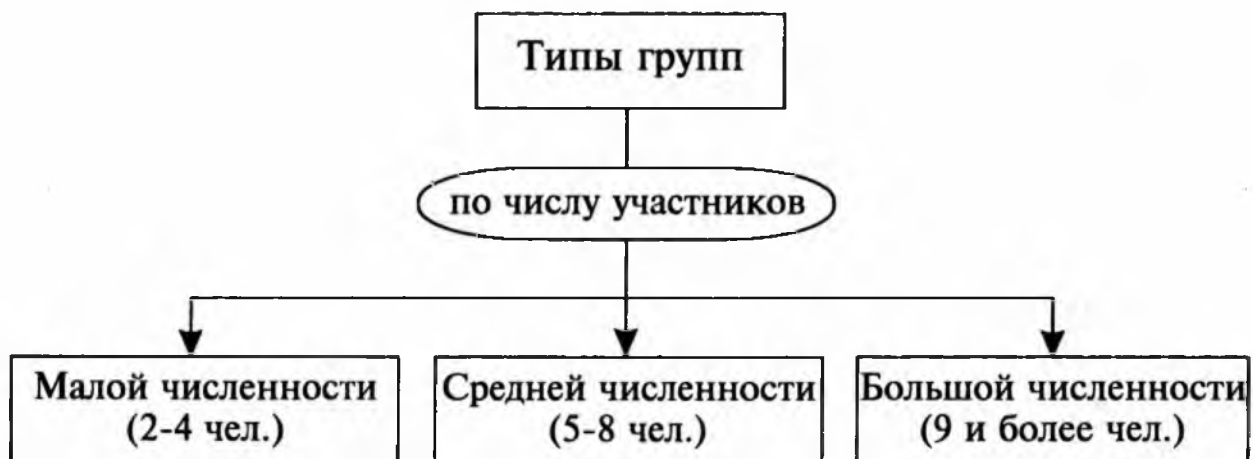 Типы групп
по числу участников
Малой численности
(2-4 чел.)
Средней численности
(5-8 чел.)
Большой численности
(9 и более чел.)